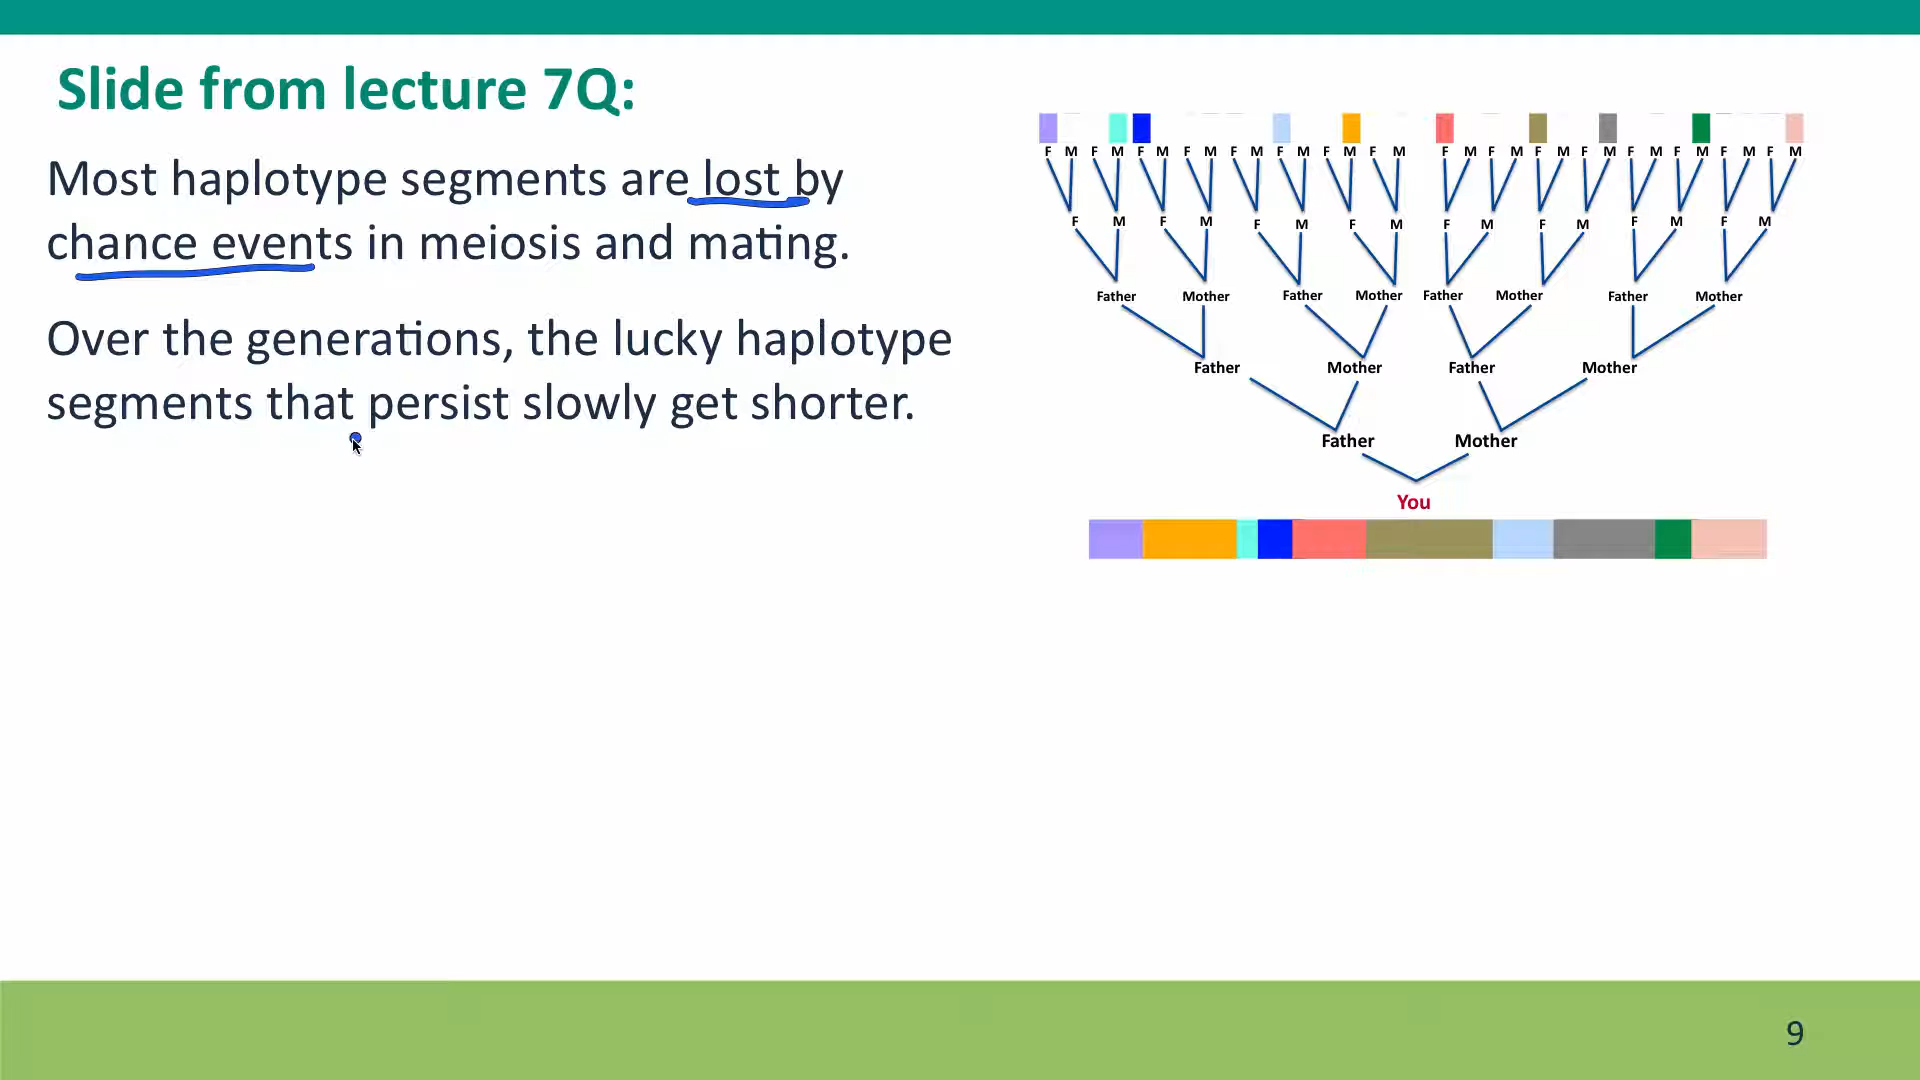 Slide from lecture 7Q:
Most haplotype segments are lost by
chance events in meiosis and mating.
Over the generations, the lucky haplotype
segments that persist slowly get shorter.
F M F M F M F M F M F M F M F M F M F M F M F M F M F M F M F M
F M F M F M F M F M F M F M F M
Father Mother Father Mother Father Mother Father Mother
Father Mother Father Mother
Father Mother
You
9